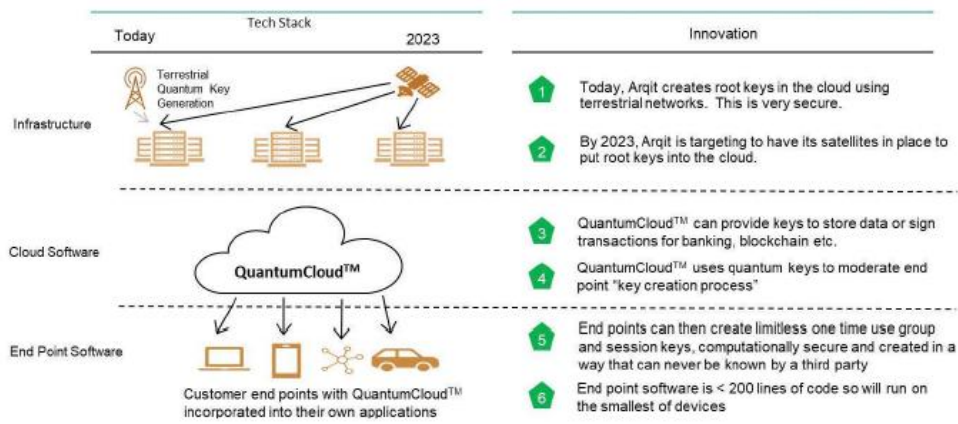 Tech Stack
Today
2023
Innovation
Infrastructure
Terrestrial
Quantum Key
Generation
1
Today, Arqit creates root keys in the cloud using
terrestrial networks. This is very secure.
2
By 2023, Arqit is targeting to have its satellites in place to
put root keys into the cloud.
Cloud Software
QuantumCloud™
3
QuantumCloud™ can provide keys to store data or sign
transactions for banking, blockchain etc.
4
QuantumCloud™ uses quantum keys to moderate end
point “key creation process”
End Point Software
Customer end points with QuantumCloud™
incorporated into their own applications
5
End points can then create limitless one time use group
and session keys, computationally secure and created in a
way that can never be known by a third party
6
End point software is < 200 lines of code so will run on
the smallest of devices